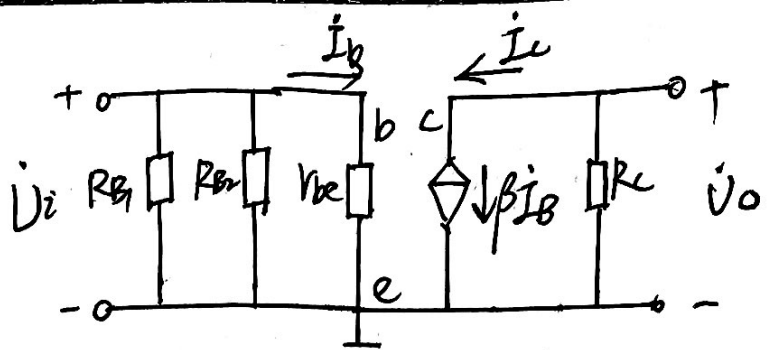 İb
İc
+
+
b
c
U̇i
RB1
RB2
rbe
βİB
RC
U̇o
-
e
-